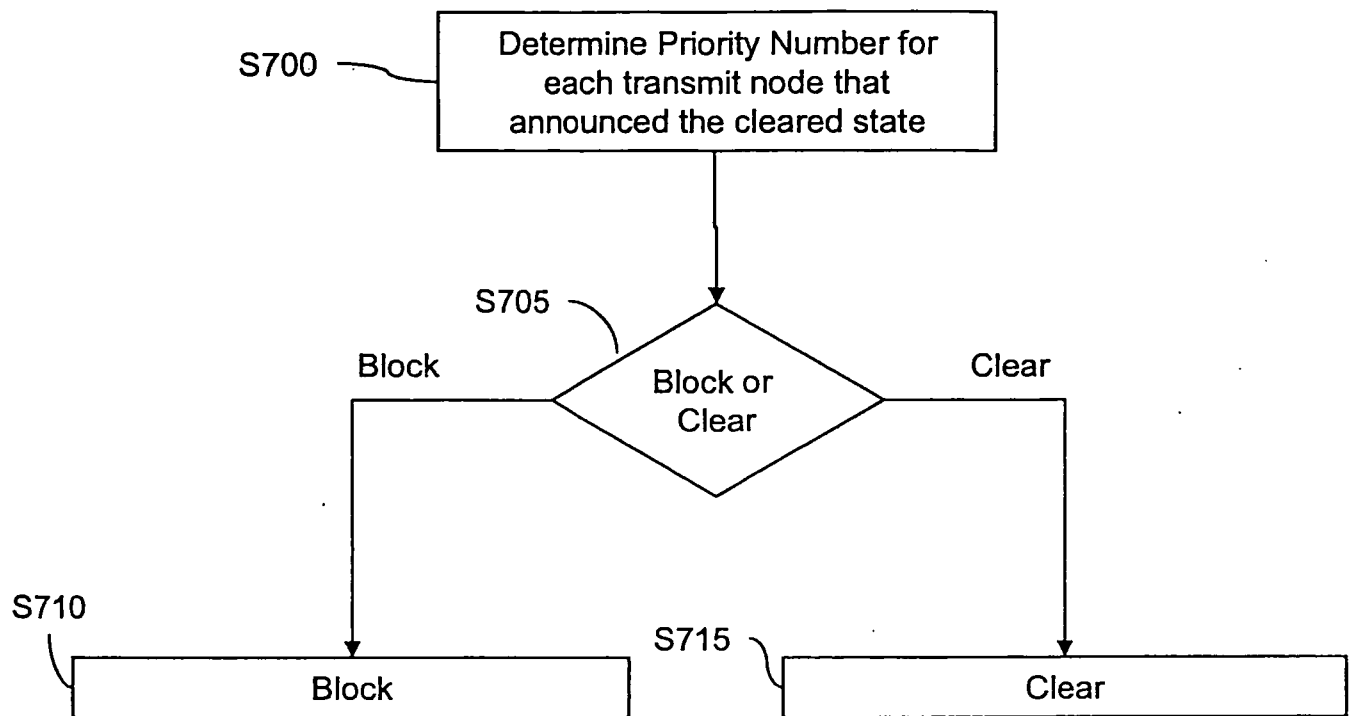 S700
Determine Priority Number for
each transmit node that
announced the cleared state
S705
Block
Block or
Clear
Clear
S710
Block
S715
Clear